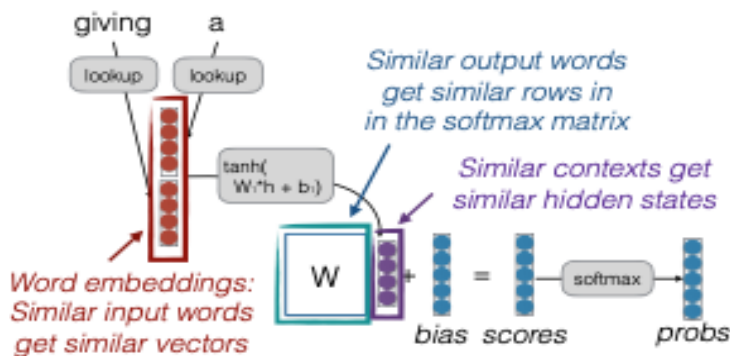 giving a
lookup lookup
Similar output words
get similar rows in
in the softmax matrix
tanh(
W₁*h + b₁)
Similar contexts get
similar hidden states
W + = softmax
bias scores probs
Word embeddings:
Similar input words
get similar vectors